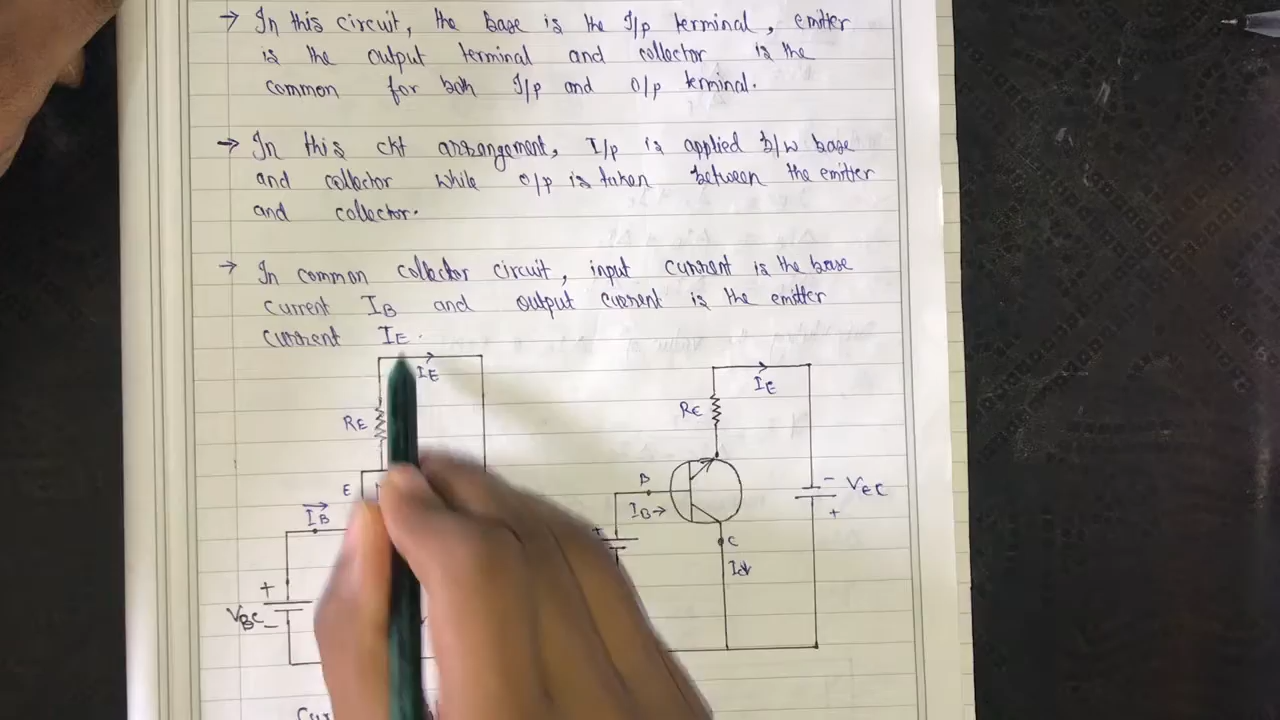 → In this circuit, the base is the I/p terminal, emitter
is the output terminal and collector is the
common for both I/p and o/p terminal.
→ In this ckt arrangement, I/p is applied b/w base
and collector while o/p is taken between the emitter
and collector.
→ In common collector circuit, input current is the base
current IB and output current is the emitter
current IE.
IE
IE
RE
RE
E
B
- VEC
+
IB
IB→
+
C
+
VBC
-